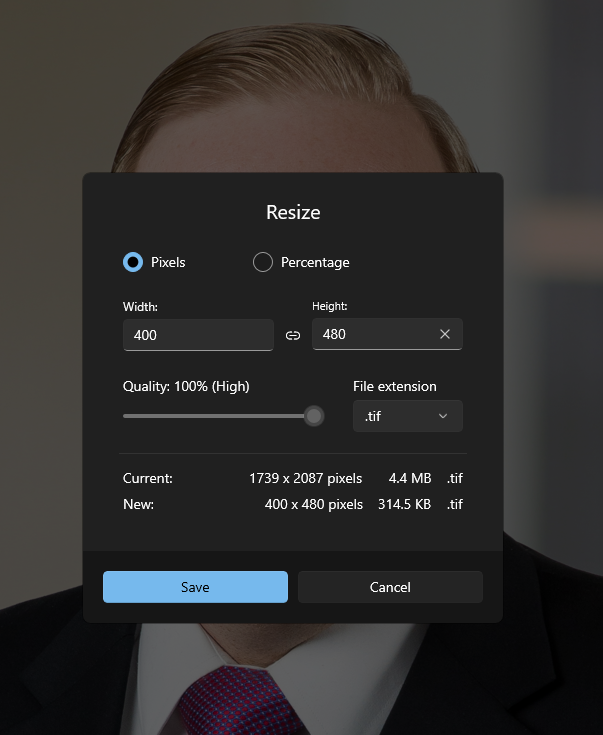 Resize
Pixels Percentage
Width: Height:
400 480
Quality: 100% (High) File extension
.tif
Current: 1739 x 2087 pixels 4.4 MB .tif
New: 400 x 480 pixels 314.5 KB .tif
Save Cancel